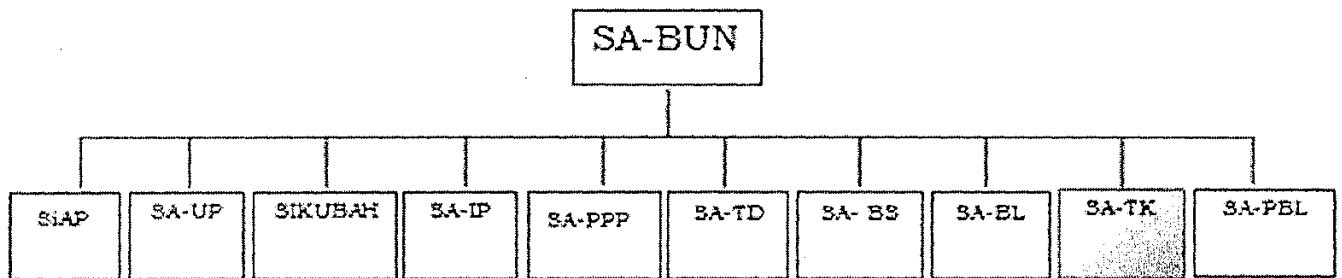 SA-BUN
SiAP
SA-UP
SIKUBAH
SA-IP
SA-PPP
SA-TD
SA- BS
SA-BL
SA-TK
SA-PBL